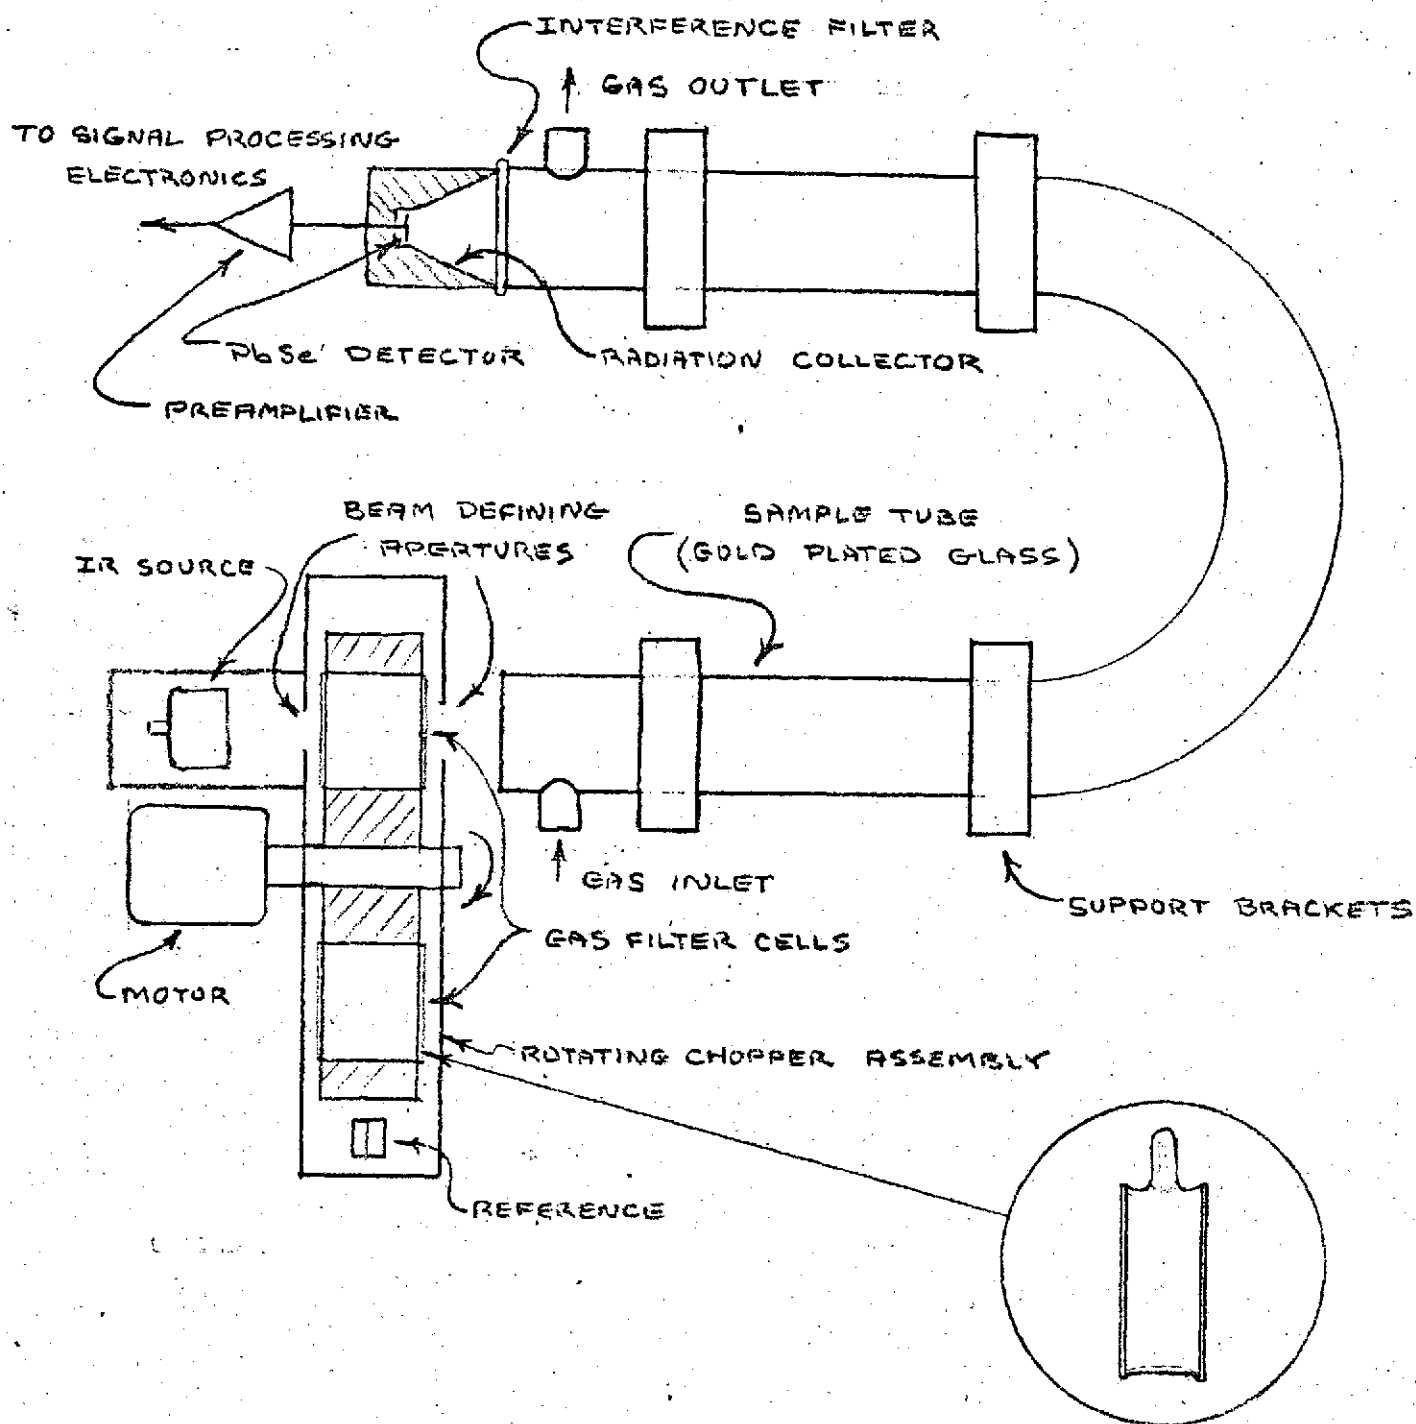 INTERFERENCE FILTER
GAS OUTLET
TO SIGNAL PROCESSING
ELECTRONICS
PbSe DETECTOR
RADIATION COLLECTOR
PREAMPLIFIER
BEAM DEFINING
APERTURES
SAMPLE TUBE
(GOLD PLATED GLASS)
IR SOURCE
GAS INLET
SUPPORT BRACKETS
GAS FILTER CELLS
MOTOR
ROTATING CHOPPER ASSEMBLY
REFERENCE